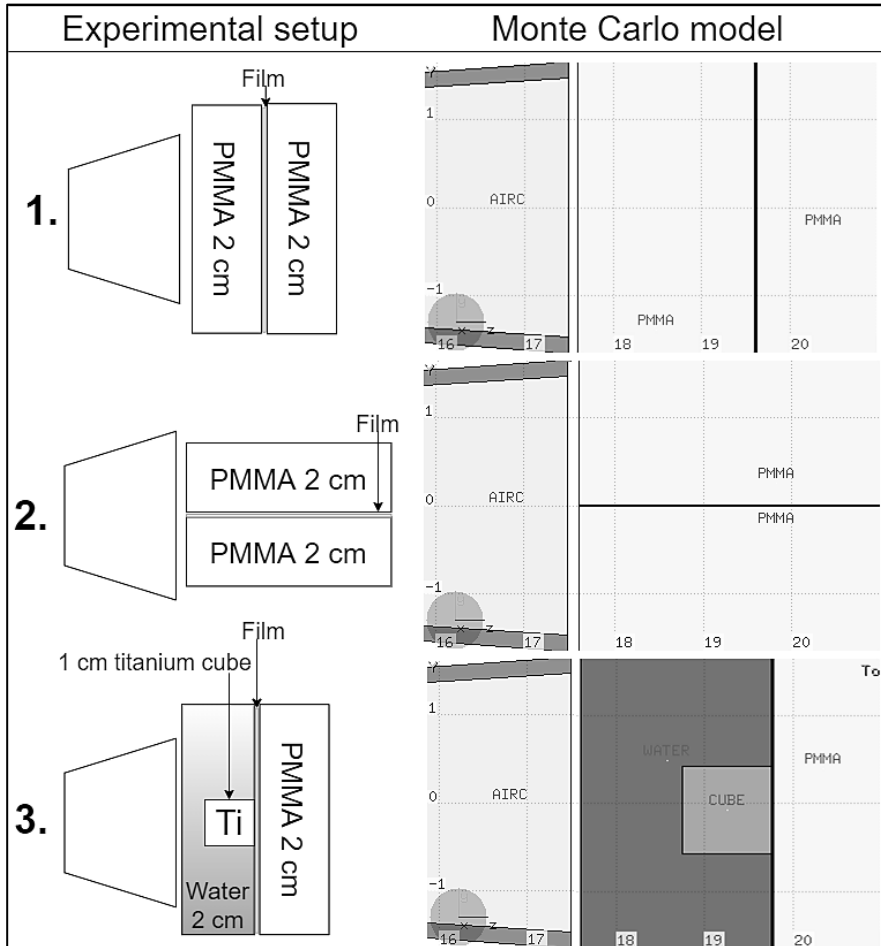 Experimental setup
Monte Carlo model
1.
Film
PMMA 2 cm
PMMA 2 cm
Y
1
0
-1
AIRC
PMMA
PMMA
y
x
z
16
17
18
19
20
2.
Film
PMMA 2 cm
PMMA 2 cm
1
0
-1
AIRC
PMMA
PMMA
x
z
16
17
18
19
20
3.
Film
1 cm titanium cube
Ti
Water
2 cm
PMMA 2 cm
To
Y
1
0
-1
AIRC
WATER
CUBE
PMMA
x
z
16
17
18
19
20